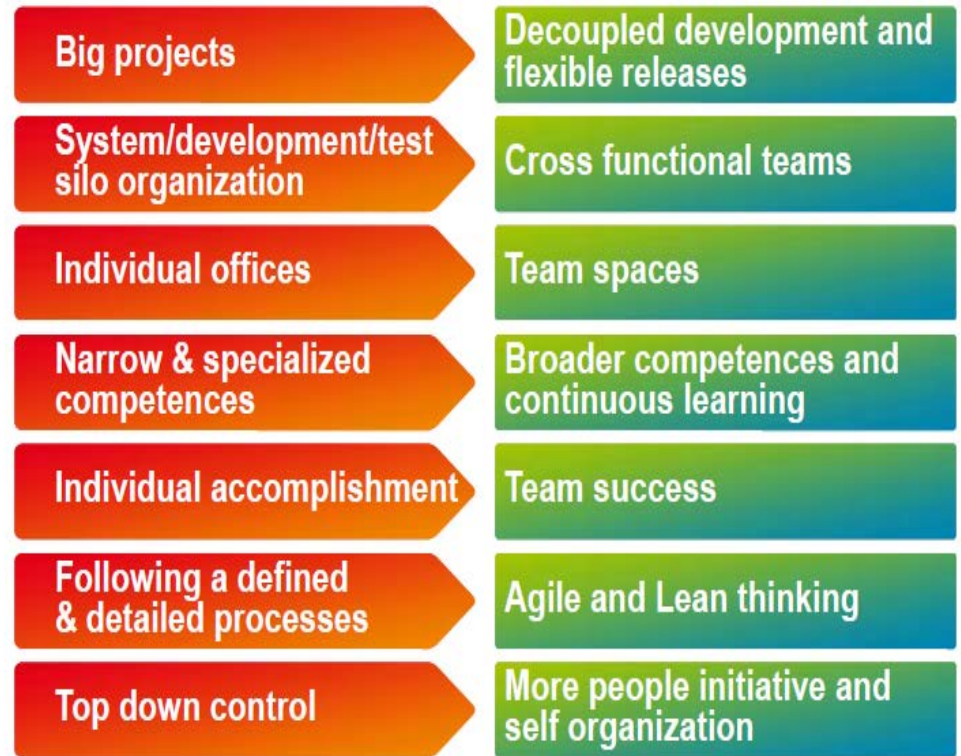 Big projects
Decoupled development and
flexible releases
System/development/test
silo organization
Cross functional teams
Individual offices
Team spaces
Narrow & specialized
competences
Broader competences and
continuous learning
Individual accomplishment
Team success
Following a defined
& detailed processes
Agile and Lean thinking
Top down control
More people initiative and
self organization